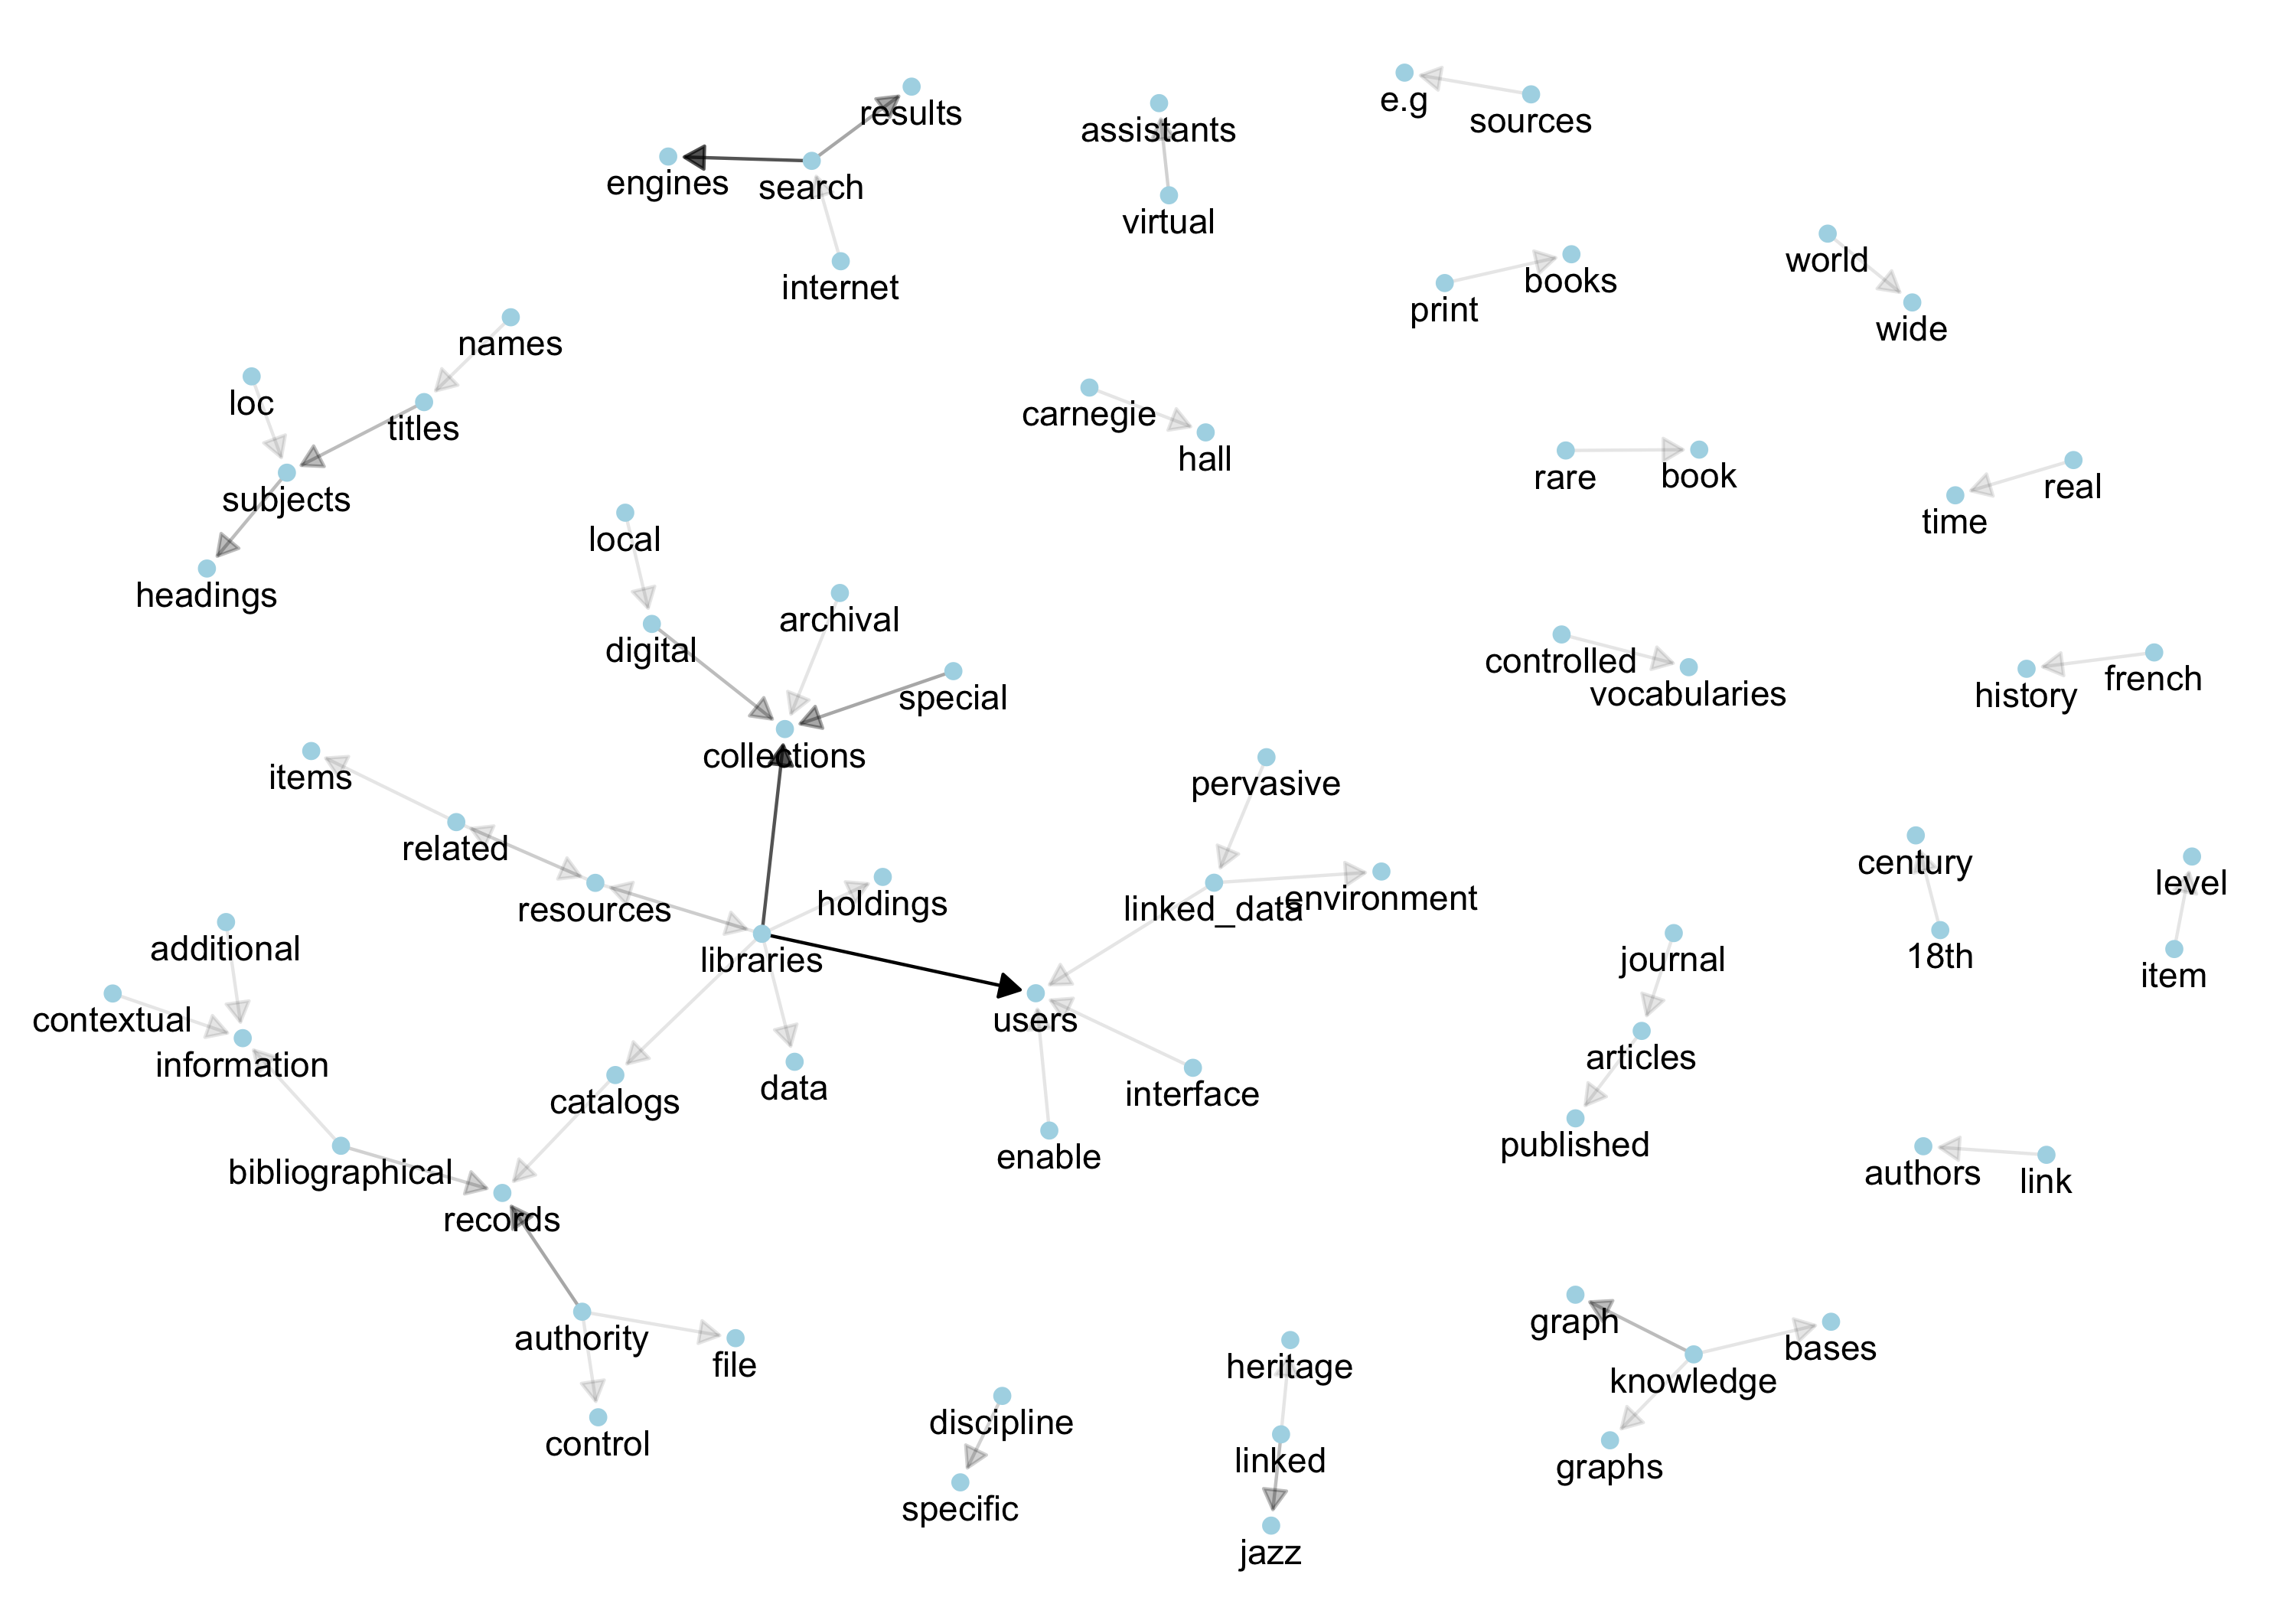 e.g
results
sources
assistants
engines
search
virtual
world
books
internet
print
wide
names
loc
carnegie
titles
hall
book
rare
real
subjects
time
local
headings
archival
digital
controlled
french
vocabularies
history
special
collections
items
pervasive
related
century
level
environment
holdings
resources
linked_data
additional
18th
journal
libraries
item
contextual
users
articles
information
data
interface
catalogs
published
enable
bibliographical
authors
link
records
graph
authority
bases
file
heritage
knowledge
discipline
control
linked
graphs
specific
jazz